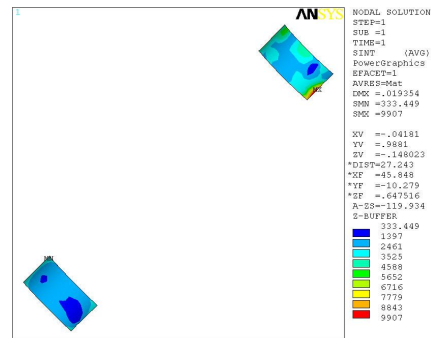 1
ANSYS
NODAL SOLUTION
STEP=1
SUB =1
TIME=1
SINT (AVG)
PowerGraphics
EFACET=1
AVRES=Mat
DMX =.019354
SMN =333.449
SMX =9907
XV =-.04181
YV =.9881
ZV =-.148023
*DIST=27.243
*XF =45.848
*YF =-10.279
*ZF =.647516
A-ZS=-119.934
Z-BUFFER
333.449
1397
2461
3525
4588
5652
6716
7779
8843
9907
MX
MN